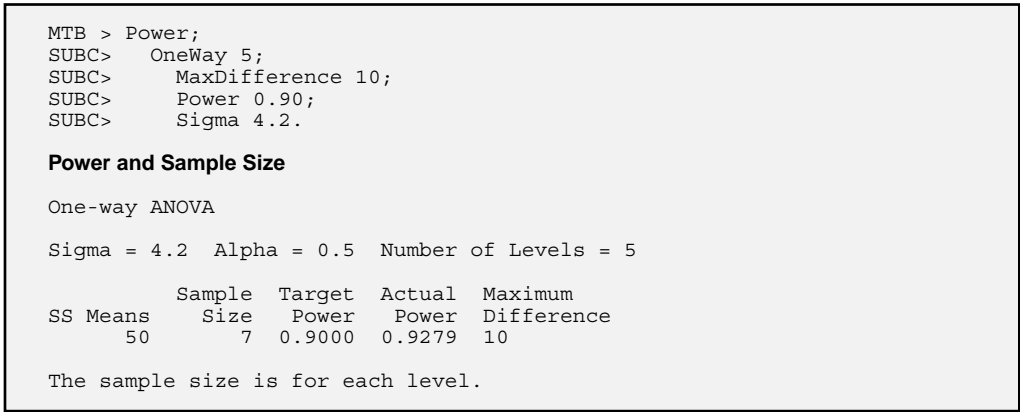 MTB > Power;
SUBC>   OneWay 5;
SUBC>     MaxDifference 10;
SUBC>     Power 0.90;
SUBC>     Sigma 4.2.
Power and Sample Size
One-way ANOVA
Sigma = 4.2  Alpha = 0.5  Number of Levels = 5
          Sample  Target  Actual  Maximum
SS Means    Size   Power   Power  Difference
      50       7  0.9000  0.9279  10
The sample size is for each level.